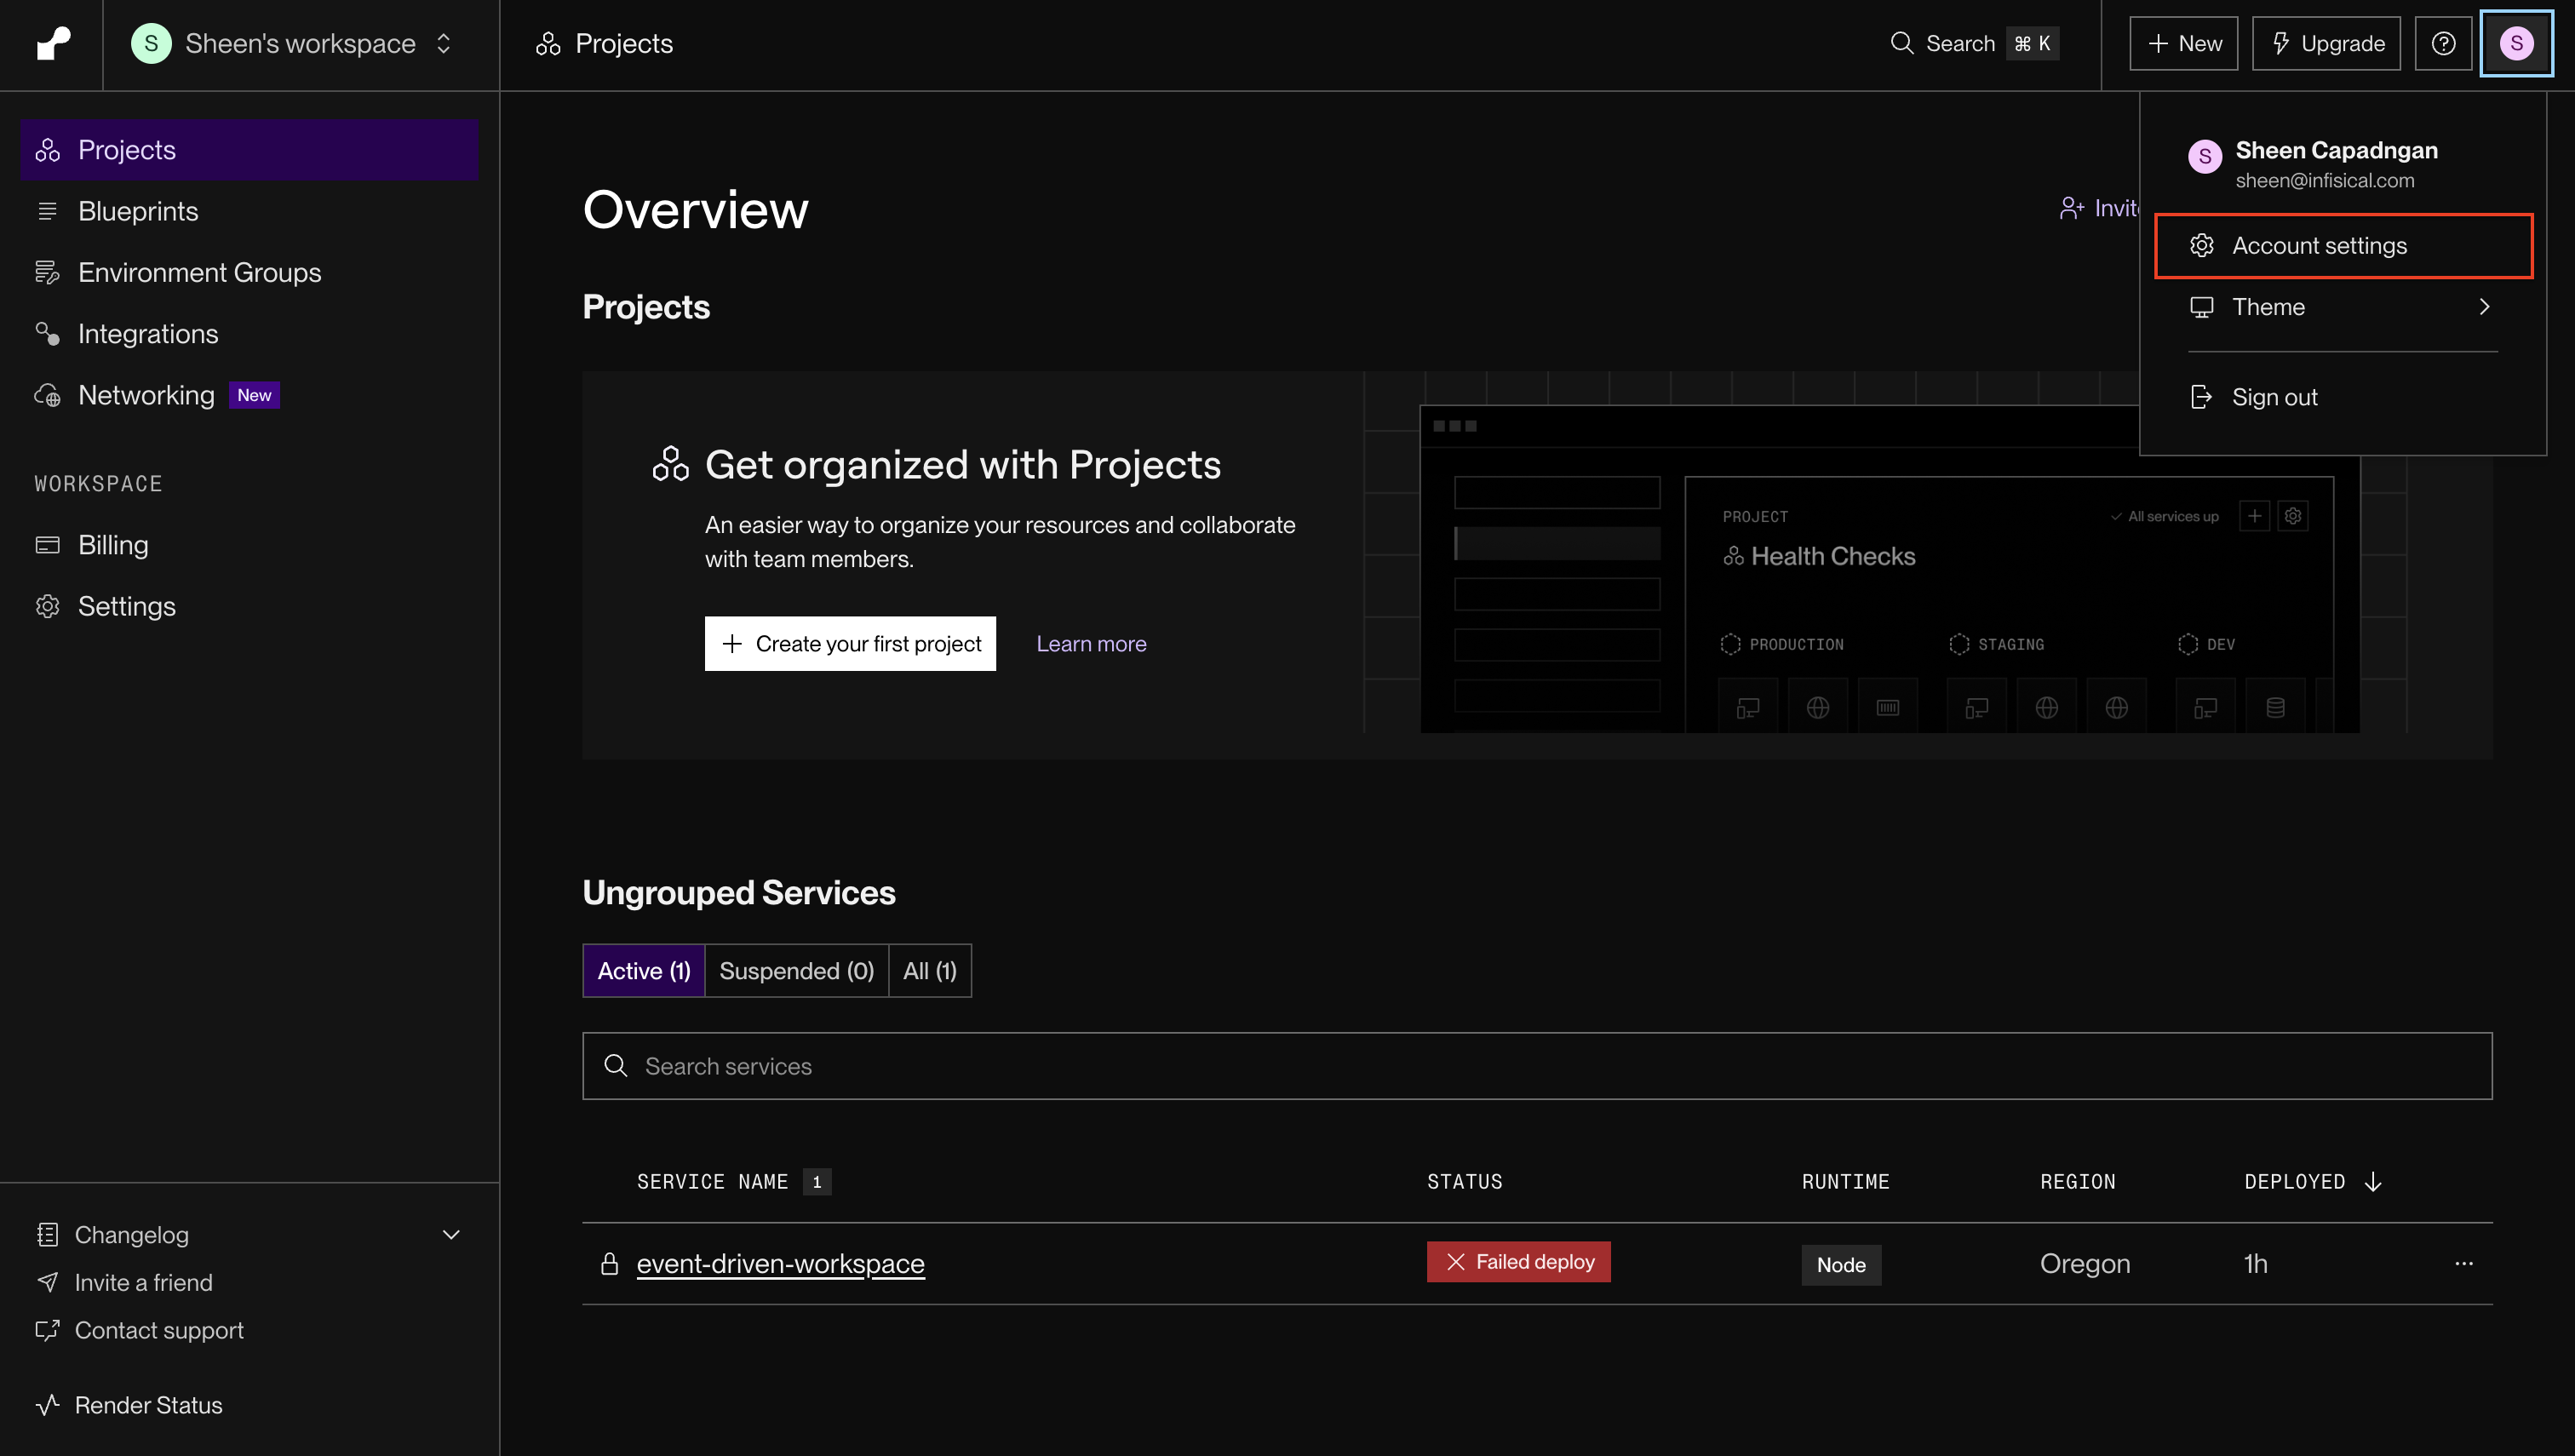 S Sheen's workspace
Projects
Search ⌘ K
+ New
Upgrade
S
Projects
Blueprints
Environment Groups
Integrations
Networking New
WORKSPACE
Billing
Settings
Changelog
Invite a friend
Contact support
Render Status
Overview
Projects
Get organized with Projects
An easier way to organize your resources and collaborate
with team members.
+ Create your first project
Learn more
PROJECT
All services up
Health Checks
PRODUCTION
STAGING
DEV
S Sheen Capadngan
sheen@infisical.com
Account settings
Theme
Sign out
Ungrouped Services
Active (1)
Suspended (0)
All (1)
Search services
SERVICE NAME 1
STATUS
RUNTIME
REGION
DEPLOYED
event-driven-workspace
Failed deploy
Node
Oregon
1h